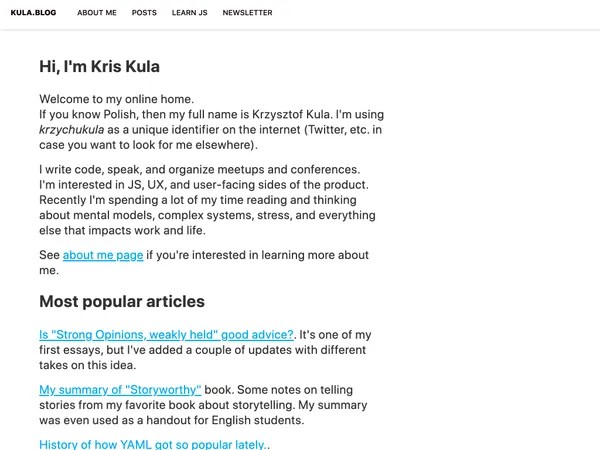 KULA.BLOG ABOUT ME POSTS LEARN JS NEWSLETTER
Hi, I'm Kris Kula
Welcome to my online home.
If you know Polish, then my full name is Krzysztof Kula. I'm using
krzychukula as a unique identifier on the internet (Twitter, etc. in
case you want to look for me elsewhere).
I write code, speak, and organize meetups and conferences.
I'm interested in JS, UX, and user-facing sides of the product.
Recently I'm spending a lot of my time reading and thinking
about mental models, complex systems, stress, and everything
else that impacts work and life.
See about me page if you're interested in learning more about
me.
Most popular articles
Is "Strong Opinions, weakly held" good advice?. It's one of my
first essays, but I've added a couple of updates with different
takes on this idea.
My summary of "Storyworthy" book. Some notes on telling
stories from my favorite book about storytelling. My summary
was even used as a handout for English students.
History of how YAML got so popular lately..